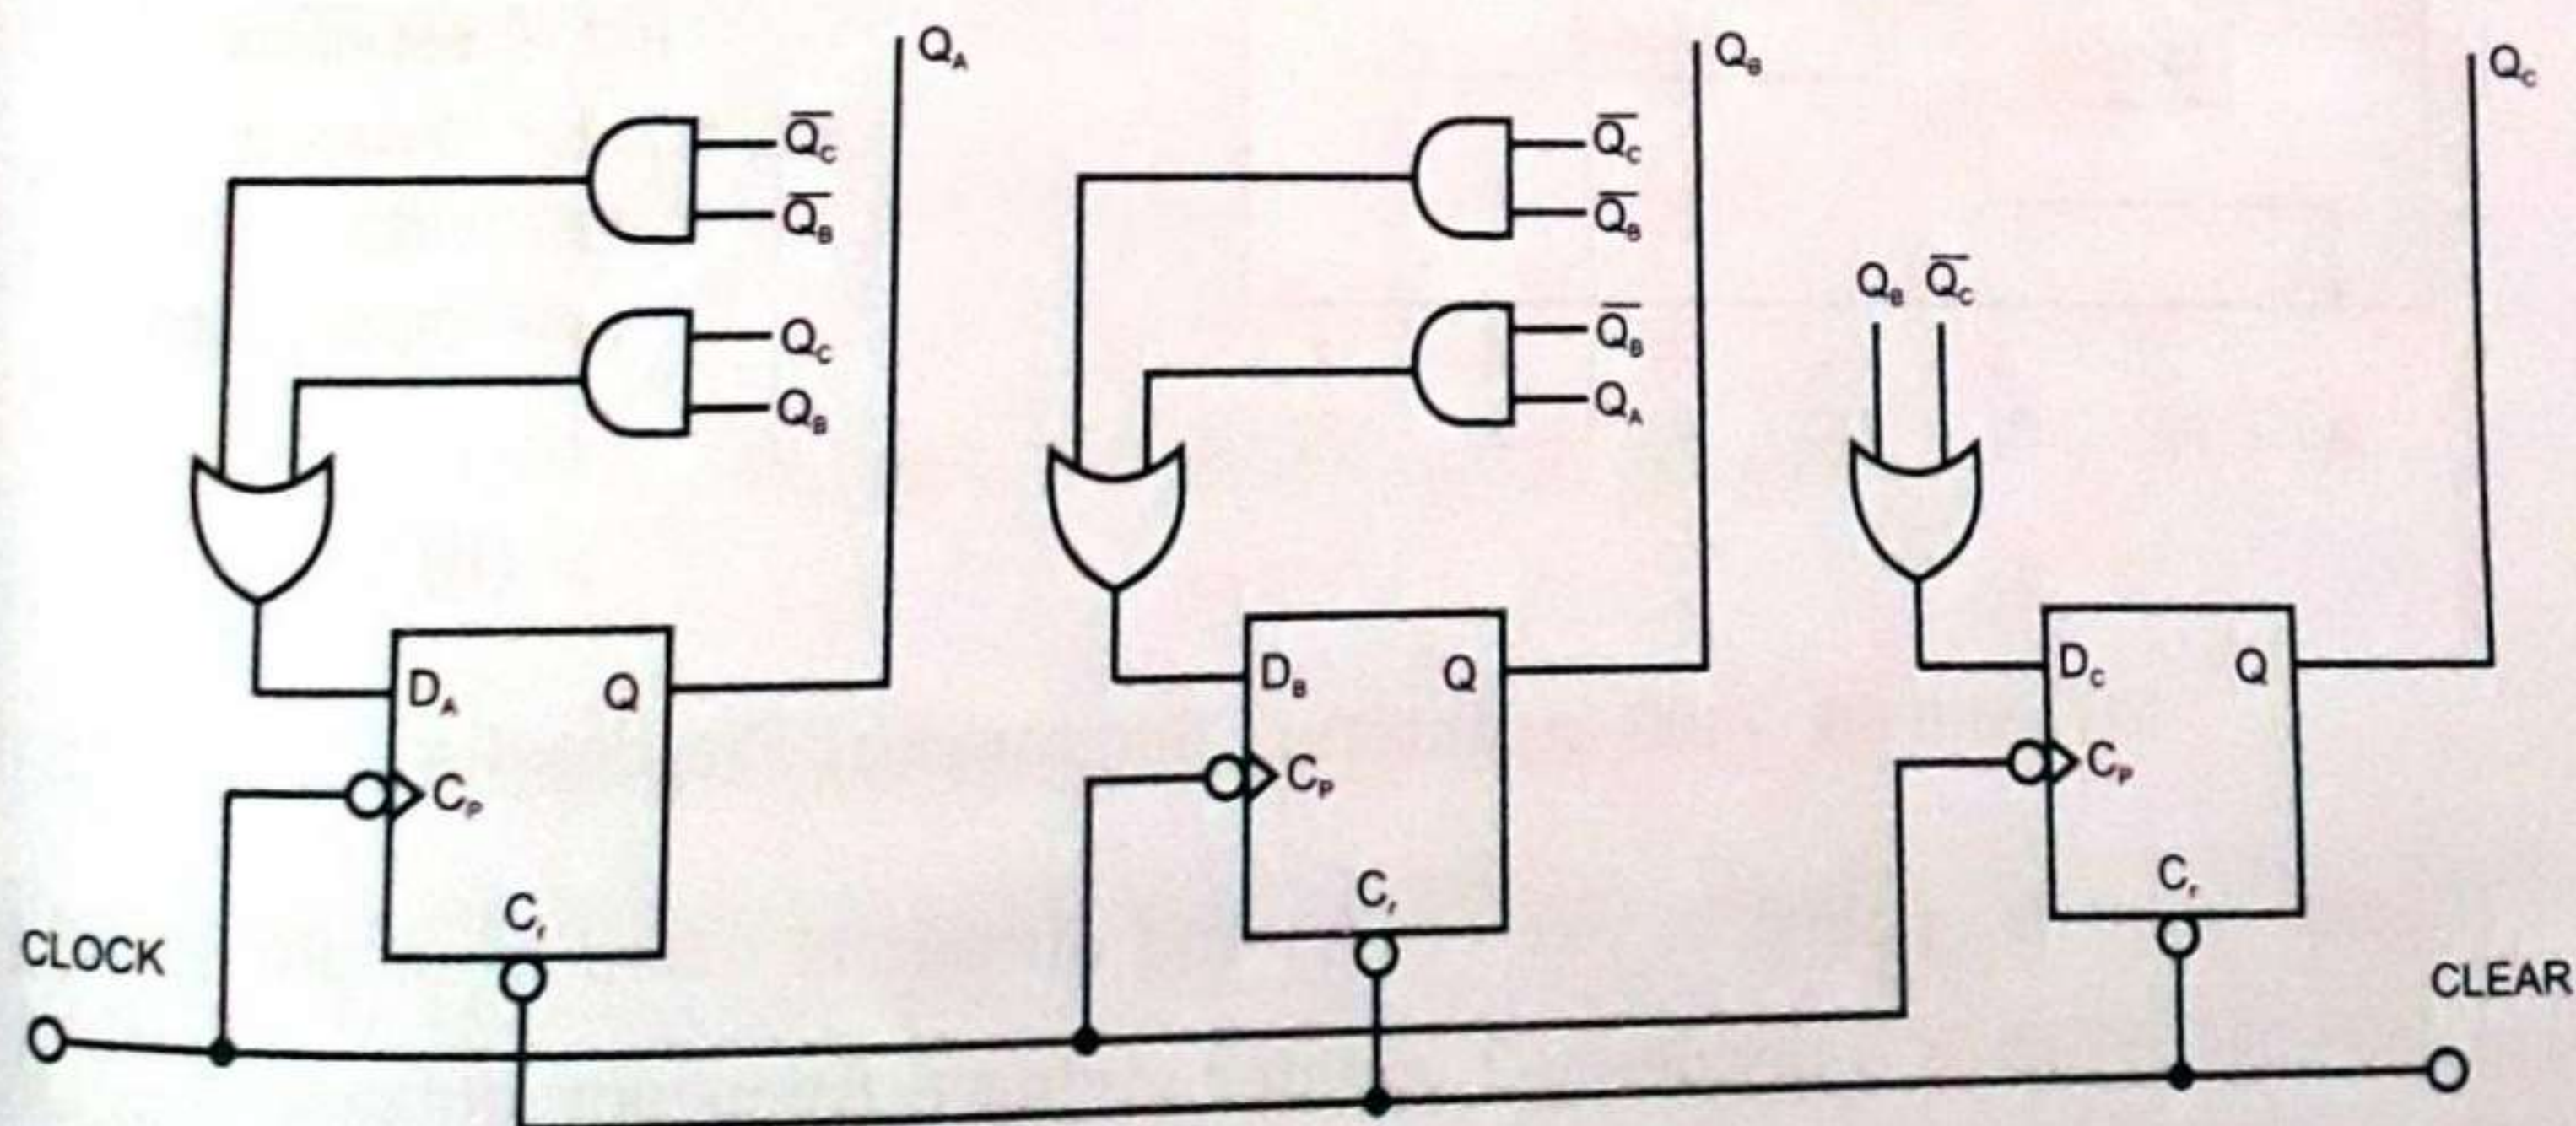 Q_A
Q_B
Q_C
Q̅_C
Q̅_B
Q_C
Q_B
Q̅_C
Q̅_B
Q̅_B
Q_A
Q_B Q̅_C
D_A Q
C_P
C_r
D_B Q
C_P
C_r
D_C Q
C_P
C_r
CLOCK
CLEAR